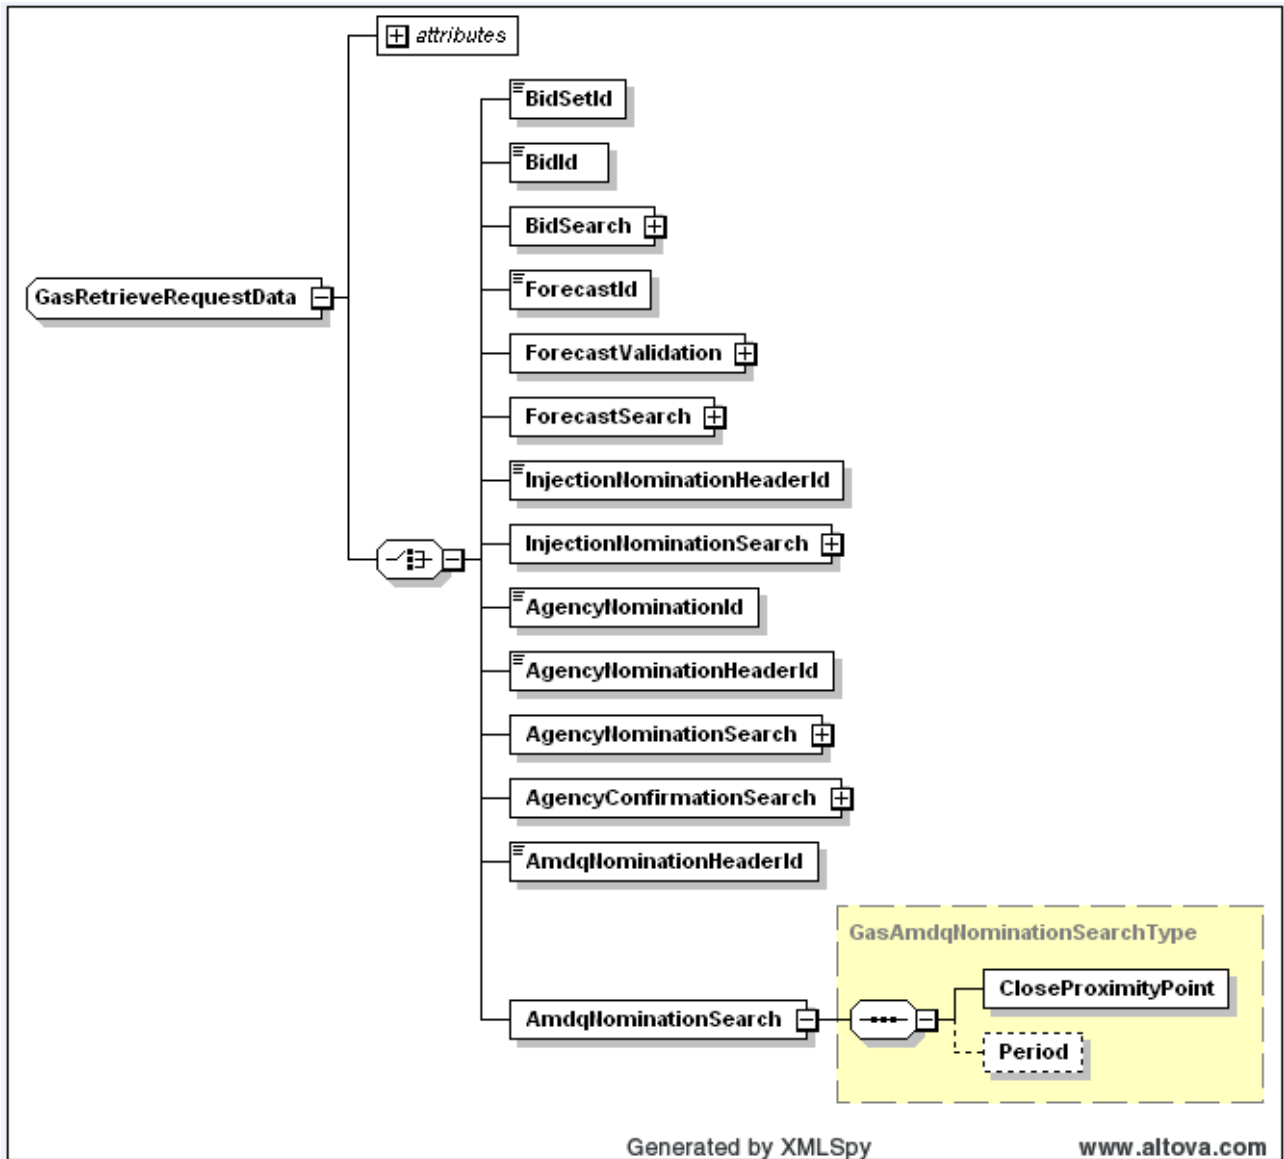 attributes
BidSetId
BidId
BidSearch
GasRetrieveRequestData
ForecastId
ForecastValidation
ForecastSearch
InjectionNominationHeaderId
InjectionNominationSearch
AgencyNominationId
AgencyNominationHeaderId
AgencyNominationSearch
AgencyConfirmationSearch
AmdqNominationHeaderId
GasAmdqNominationSearchType
CloseProximityPoint
AmdqNominationSearch
Period
Generated by XMLSpy www.altova.com